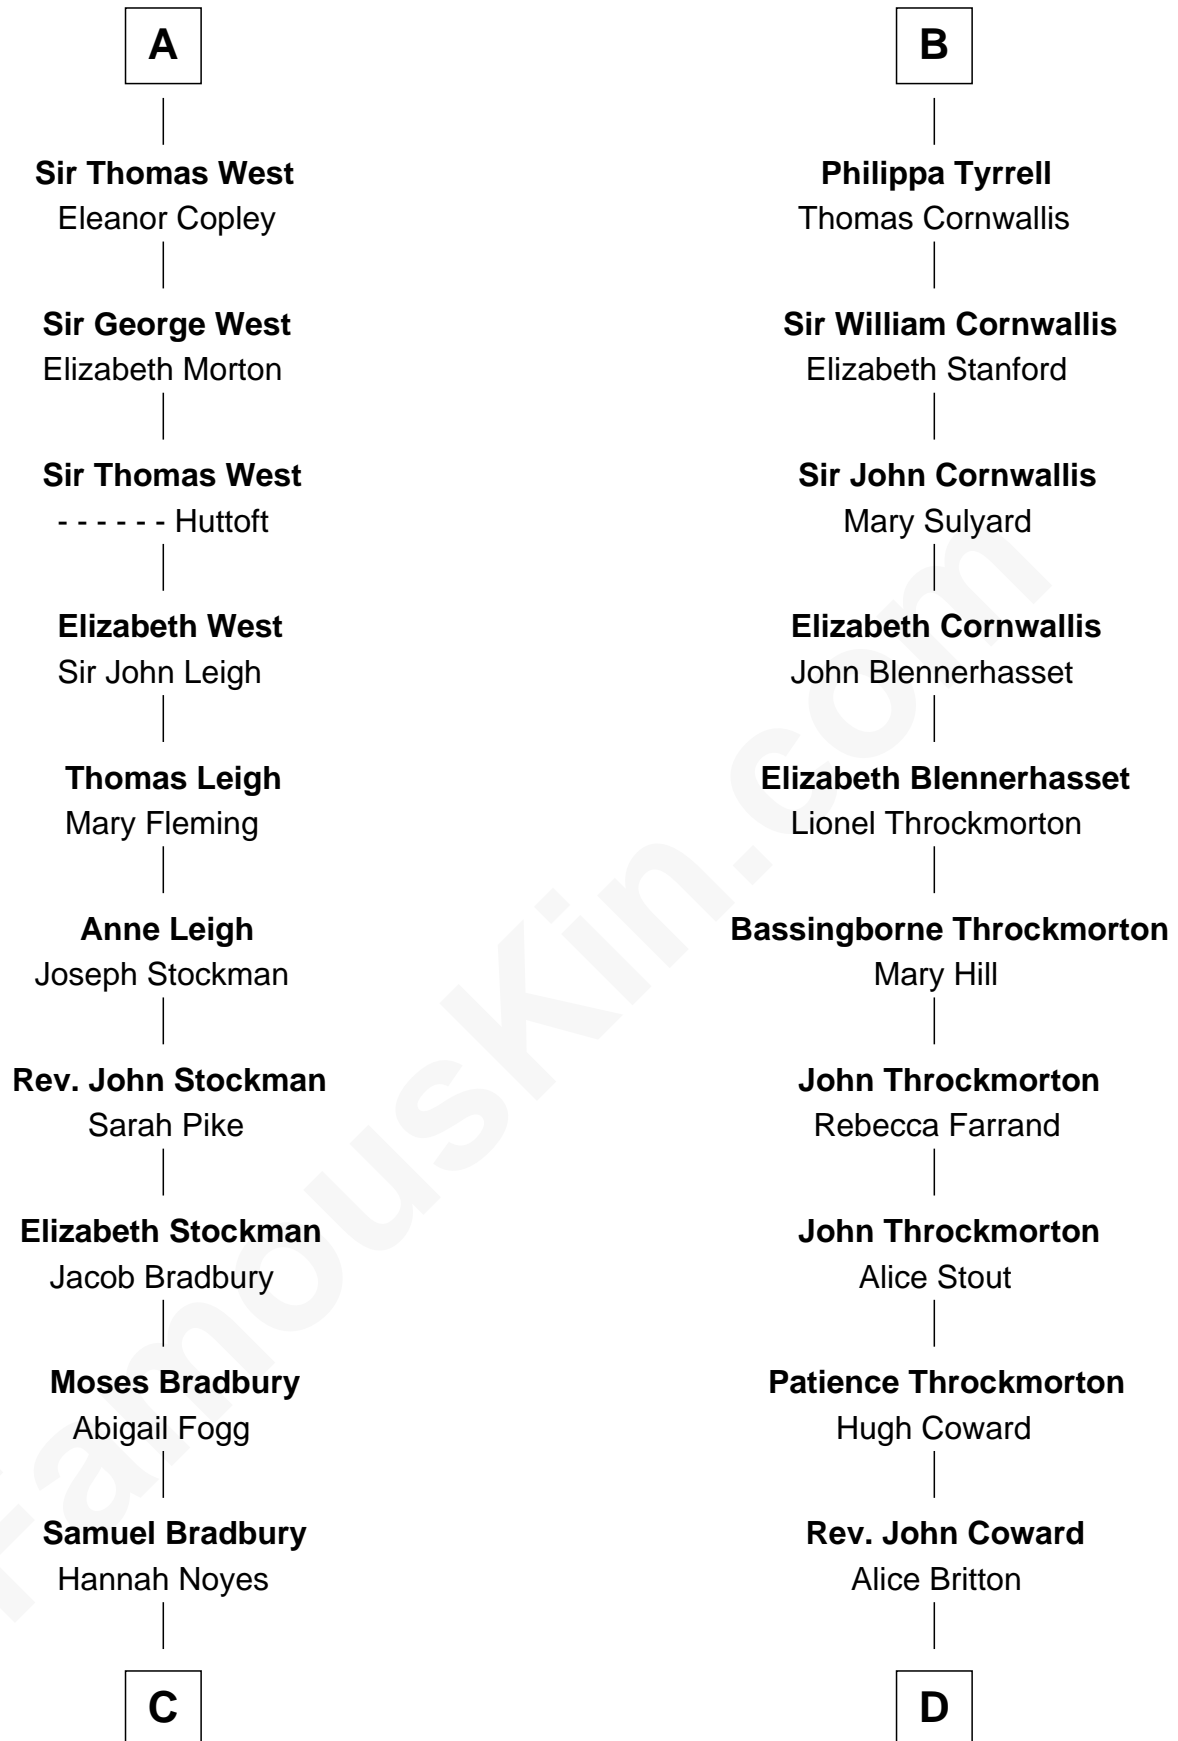 A
Sir Thomas West
Eleanor Copley
Sir George West
Elizabeth Morton
Sir Thomas West
- - - - - - Huttoft
Elizabeth West
Sir John Leigh
Thomas Leigh
Mary Fleming
Anne Leigh
Joseph Stockman
Rev. John Stockman
Sarah Pike
Elizabeth Stockman
Jacob Bradbury
Moses Bradbury
Abigail Fogg
Samuel Bradbury
Hannah Noyes
C
B
Philippa Tyrrell
Thomas Cornwallis
Sir William Cornwallis
Elizabeth Stanford
Sir John Cornwallis
Mary Sulyard
Elizabeth Cornwallis
John Blennerhasset
Elizabeth Blennerhasset
Lionel Throckmorton
Bassingborne Throckmorton
Mary Hill
John Throckmorton
Rebecca Farrand
John Throckmorton
Alice Stout
Patience Throckmorton
Hugh Coward
Rev. John Coward
Alice Britton
D
FamousKin.com